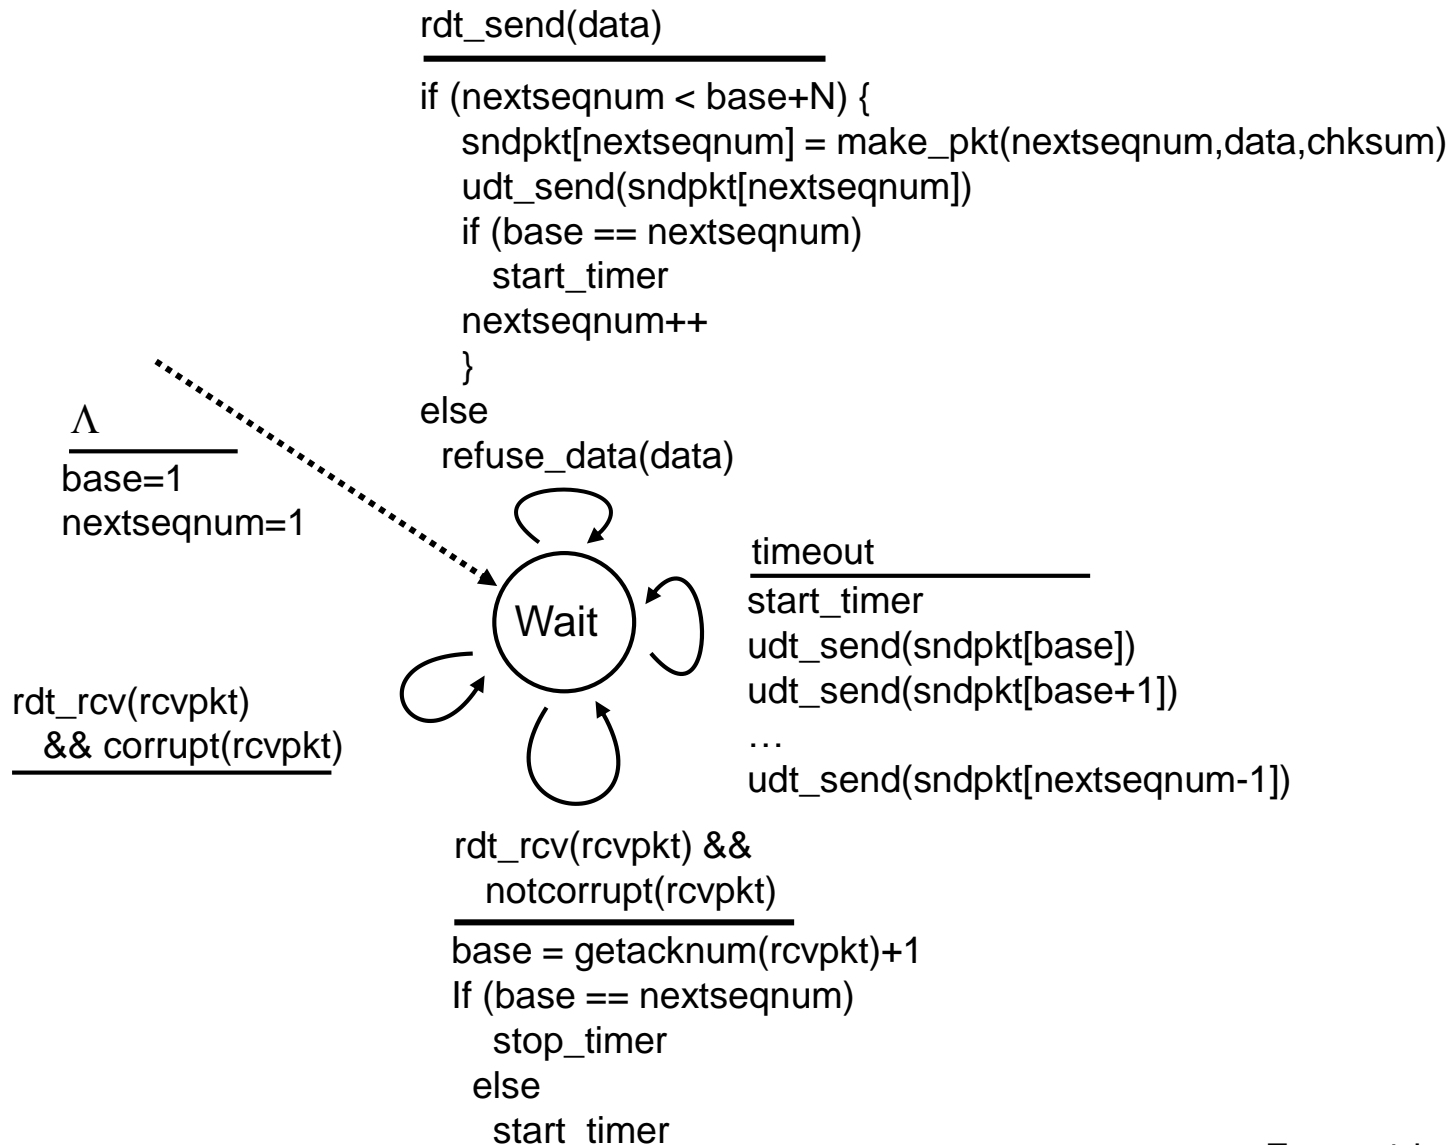 rdt_send(data)
if (nextseqnum < base+N) {
sndpkt[nextseqnum] = make_pkt(nextseqnum,data,chksum)
udt_send(sndpkt[nextseqnum])
if (base == nextseqnum)
start_timer
nextseqnum++
}
else
refuse_data(data)
Λ
base=1
nextseqnum=1
Wait
timeout
start_timer
udt_send(sndpkt[base])
udt_send(sndpkt[base+1])
…
udt_send(sndpkt[nextseqnum-1])
rdt_rcv(rcvpkt)
&& corrupt(rcvpkt)
rdt_rcv(rcvpkt) &&
notcorrupt(rcvpkt)
base = getacknum(rcvpkt)+1
If (base == nextseqnum)
stop_timer
else
start_timer